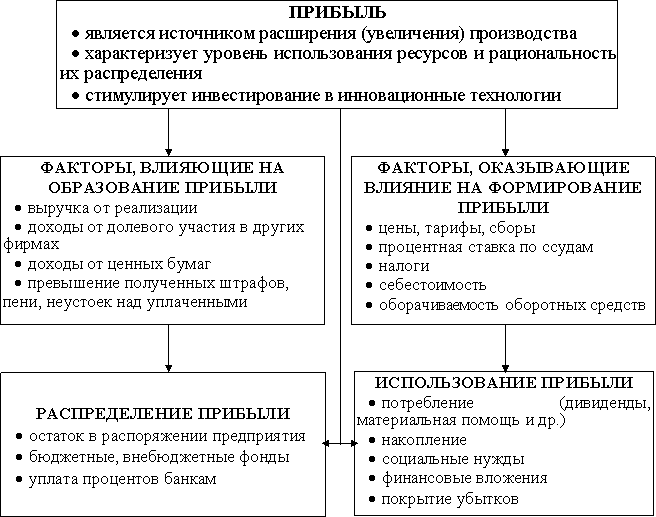 ПРИБЫЛЬ
• является источником расширения (увеличения) производства
• характеризует уровень использования ресурсов и рациональность
их распределения
• стимулирует инвестирование в инновационные технологии
ФАКТОРЫ, ВЛИЯЮЩИЕ НА
ОБРАЗОВАНИЕ ПРИБЫЛИ
• выручка от реализации
• доходы от долевого участия в других
фирмах
• доходы от ценных бумаг
• превышение полученных штрафов,
пени, неустоек над уплаченными
ФАКТОРЫ, ОКАЗЫВАЮЩИЕ
ВЛИЯНИЕ НА ФОРМИРОВАНИЕ
ПРИБЫЛИ
• цены, тарифы, сборы
• процентная ставка по ссудам
• налоги
• себестоимость
• оборачиваемость оборотных средств
РАСПРЕДЕЛЕНИЕ ПРИБЫЛИ
• остаток в распоряжении предприятия
• бюджетные, внебюджетные фонды
• уплата процентов банкам
ИСПОЛЬЗОВАНИЕ ПРИБЫЛИ
• потребление (дивиденды,
материальная помощь и др.)
• накопление
• социальные нужды
• финансовые вложения
• покрытие убытков